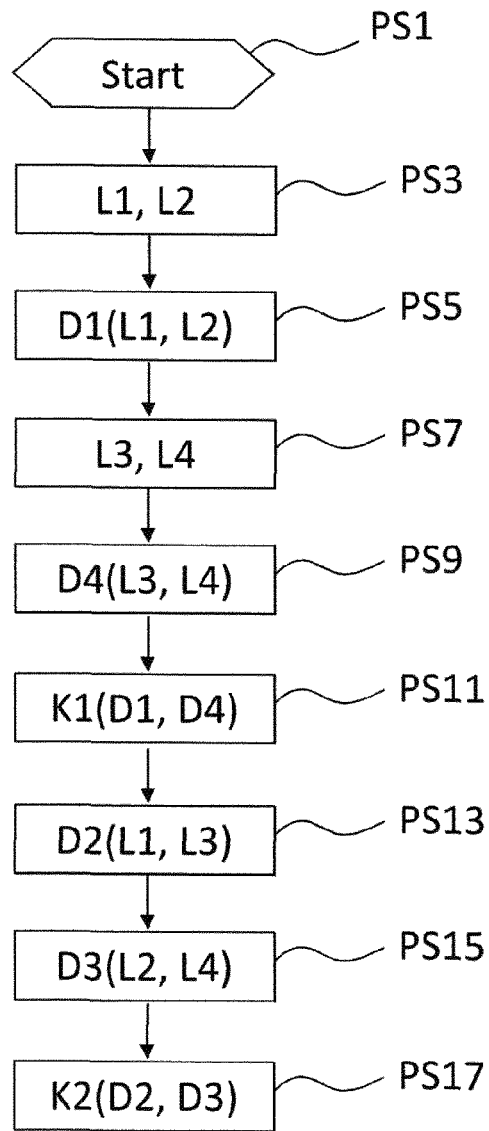 PS1
Start
L1, L2
PS3
D1(L1, L2)
PS5
L3, L4
PS7
D4(L3, L4)
PS9
K1(D1, D4)
PS11
D2(L1, L3)
PS13
D3(L2, L4)
PS15
K2(D2, D3)
PS17